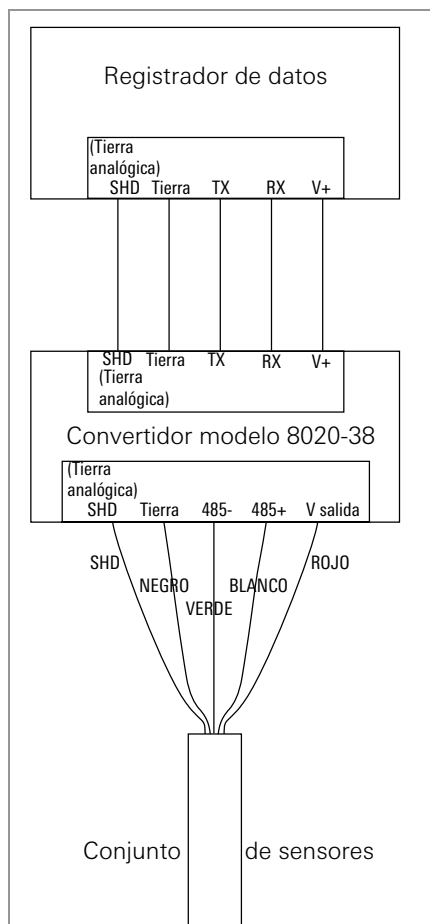 Registrador de datos
(Tierra
analógica)
SHD Tierra TX RX V+
SHD Tierra TX RX V+
(Tierra
analógica)
Convertidor modelo 8020-38
(Tierra
analógica)
SHD Tierra 485- 485+ V salida
SHD ROJO
NEGRO BLANCO
VERDE
Conjunto de sensores